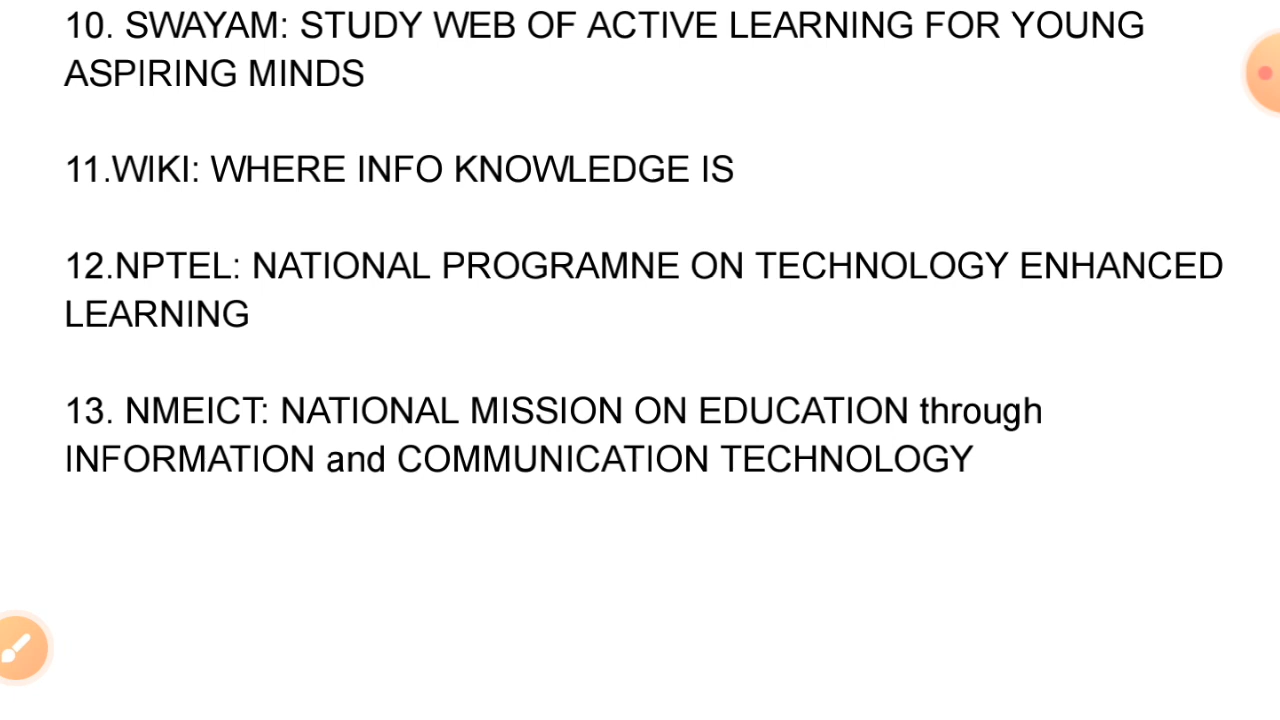 10. SWAYAM: STUDY WEB OF ACTIVE LEARNING FOR YOUNG
ASPIRING MINDS
11.WIKI: WHERE INFO KNOWLEDGE IS
12.NPTEL: NATIONAL PROGRAMNE ON TECHNOLOGY ENHANCED
LEARNING
13. NMEICT: NATIONAL MISSION ON EDUCATION through
INFORMATION and COMMUNICATION TECHNOLOGY